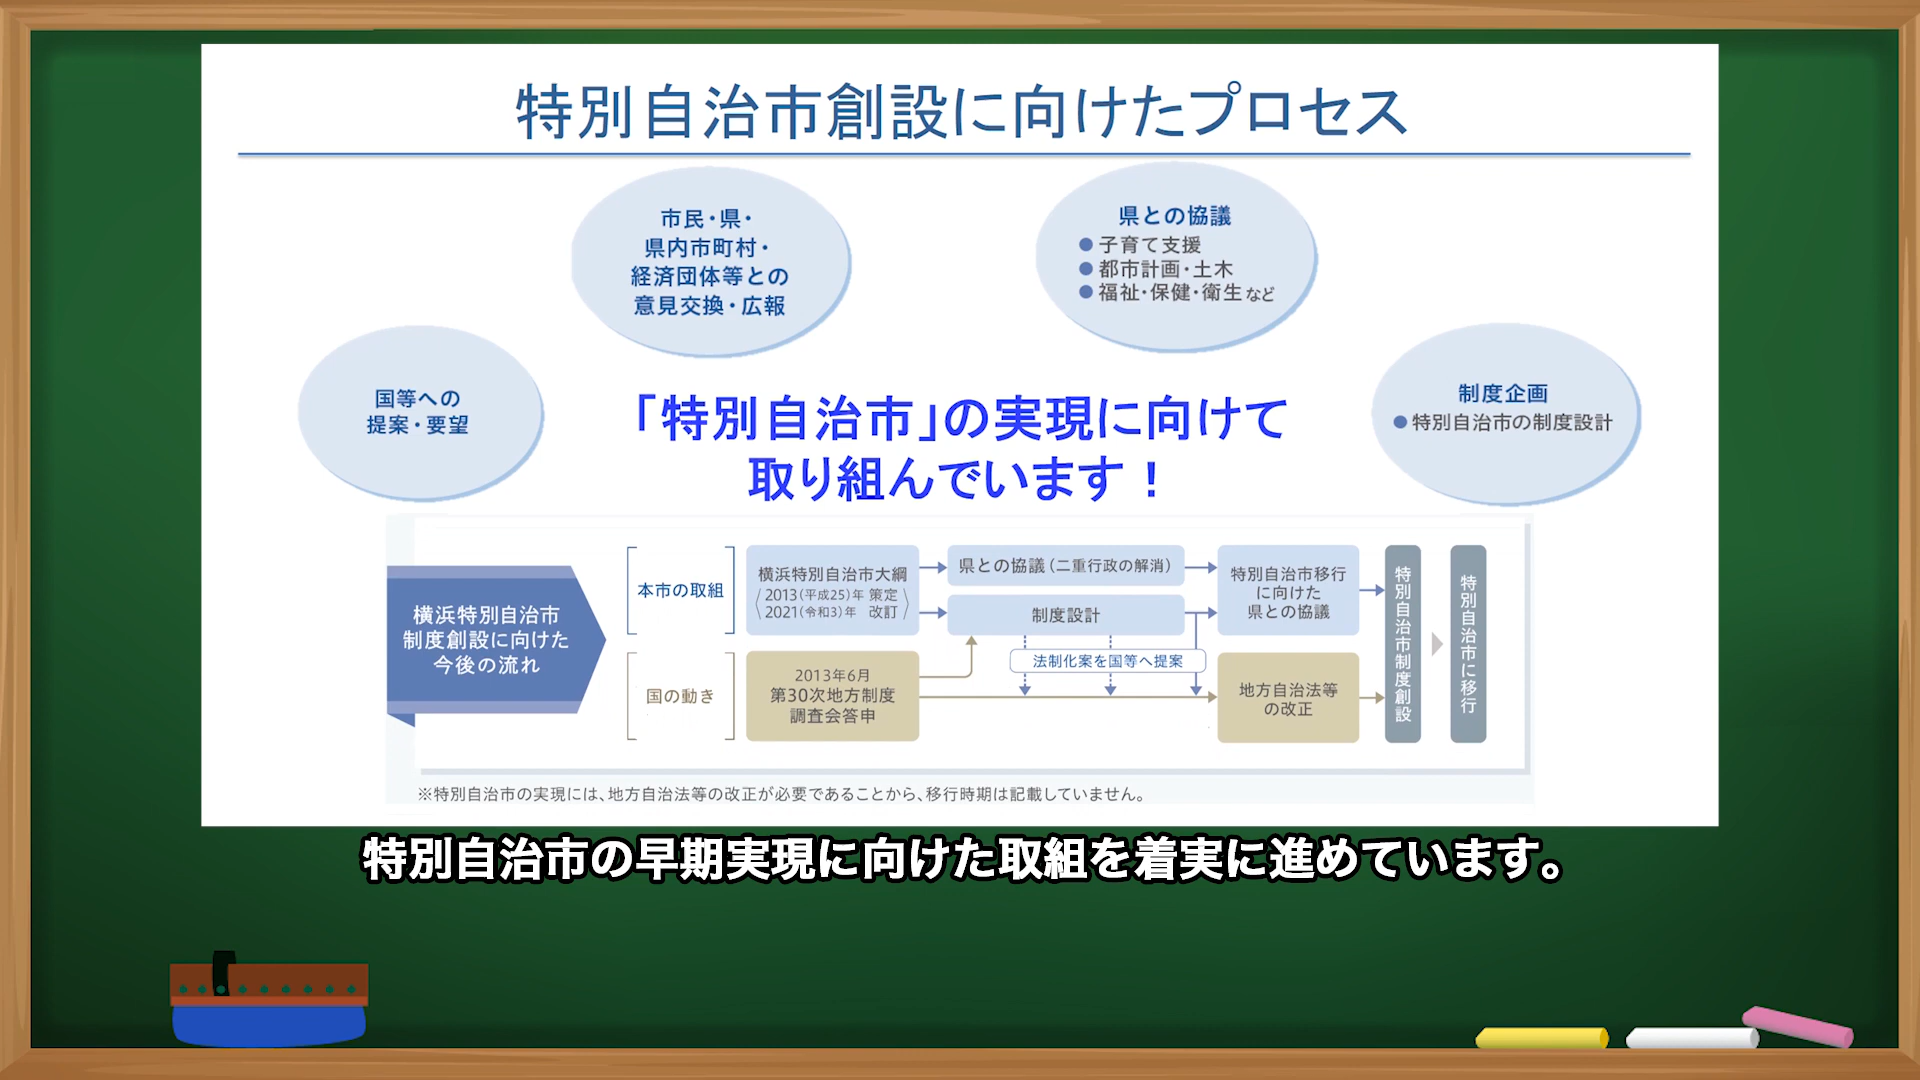 特別自治市創設に向けたプロセス
市民・県・
県内市町村・
経済団体等との
意見交換・広報
県との協議
●子育て支援
●都市計画・土木
●福祉・保健・衛生など
国等への
提案・要望
制度企画
●特別自治市の制度設計
「特別自治市」の実現に向けて
取り組んでいます！
横浜特別自治市
制度創設に向けた
今後の流れ
本市の取組
横浜特別自治市大綱
2013(平成25)年 策定
2021(令和3)年 改訂
県との協議（二重行政の解消）
制度設計
特別自治市移行
に向けた
県との協議
法制化案を国等へ提案
国の動き
2013年6月
第30次地方制度
調査会答申
地方自治法等
の改正
特別自治市制度創設
特別自治市に移行
※特別自治市の実現には、地方自治法等の改正が必要であることから、移行時期は記載していません。
特別自治市の早期実現に向けた取組を着実に進めています。